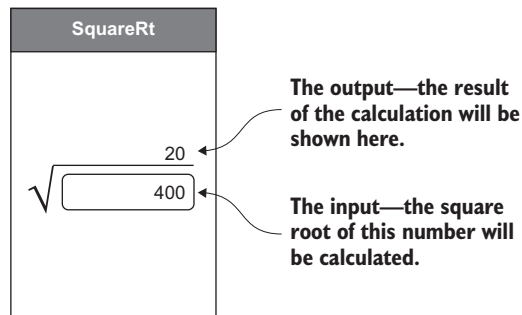 SquareRt
The output—the result
of the calculation will be
shown here.
20
√
400
The input—the square
root of this number will
be calculated.